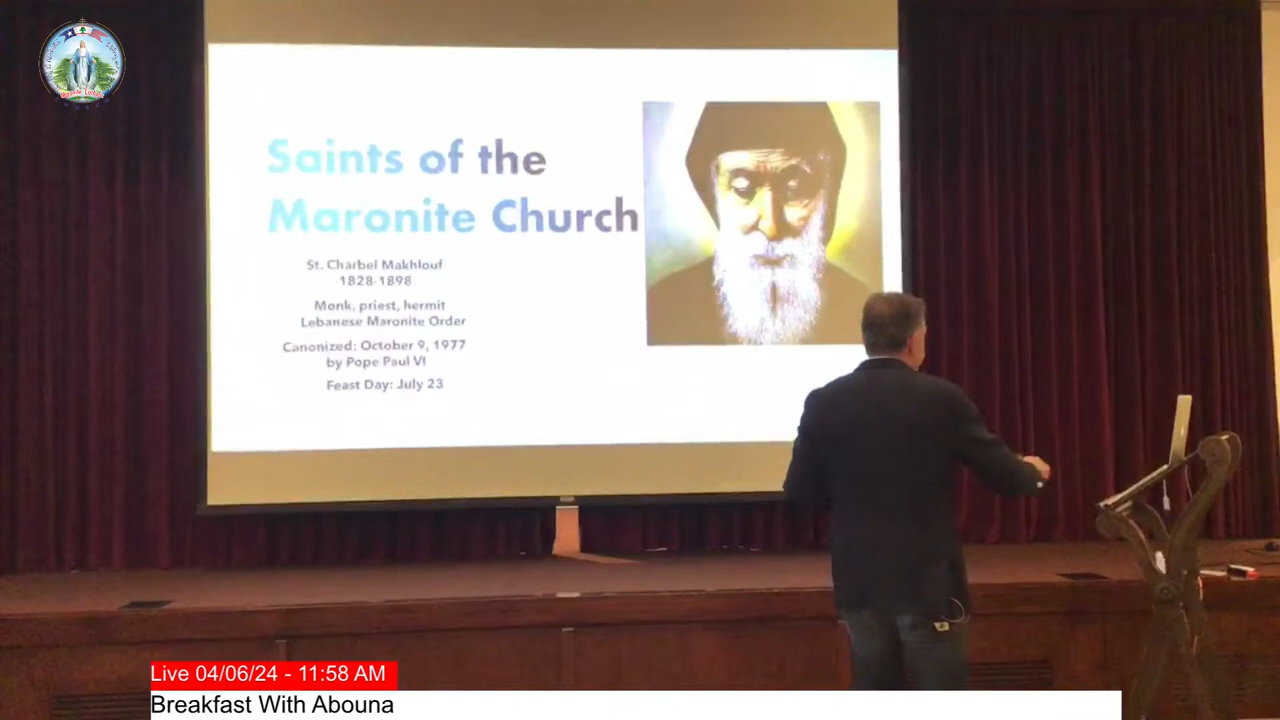 Saints of the
Maronite Church
St. Charbel Makhlouf
1828-1898
Monk, priest, hermit
Lebanese Maronite Order
Canonized: October 9, 1977
by Pope Paul VI
Feast Day: July 23
Live 04/06/24 - 11:58 AM
Breakfast With Abouna